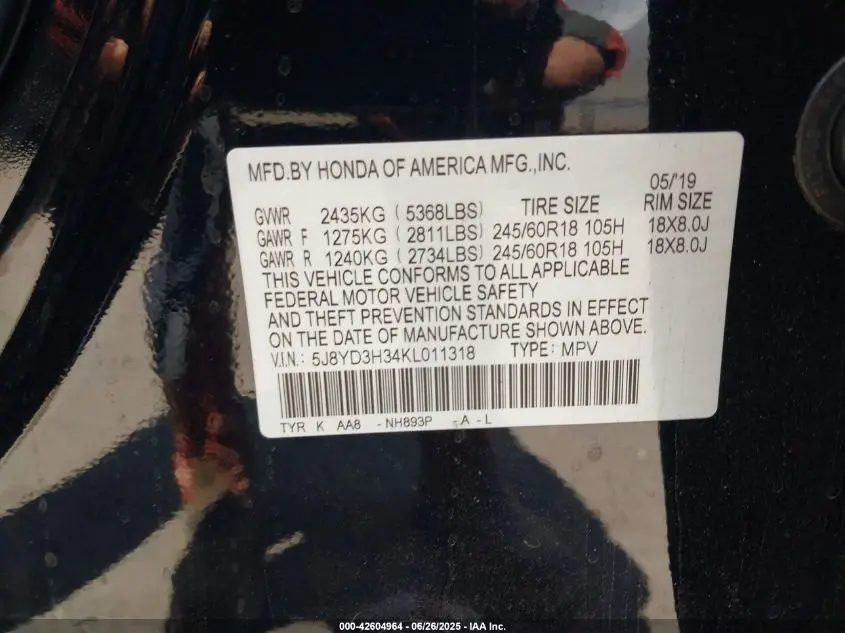 MFD.BY HONDA OF AMERICA MFG.,INC.
05/'19
GVWR 2435KG ( 5368LBS) TIRE SIZE RIM SIZE
GAWR F 1275KG ( 2811LBS) 245/60R18 105H 18X8.0J
GAWR R 1240KG ( 2734LBS) 245/60R18 105H 18X8.0J
THIS VEHICLE CONFORMS TO ALL APPLICABLE
FEDERAL MOTOR VEHICLE SAFETY
AND THEFT PREVENTION STANDARDS IN EFFECT
ON THE DATE OF MANUFACTURE SHOWN ABOVE.
V.I.N.: 5J8YD3H34KL011318 TYPE: MPV
TYR K AA8 - NH893P - A - L
000-42604964 - 06/26/2025 - IAA Inc.